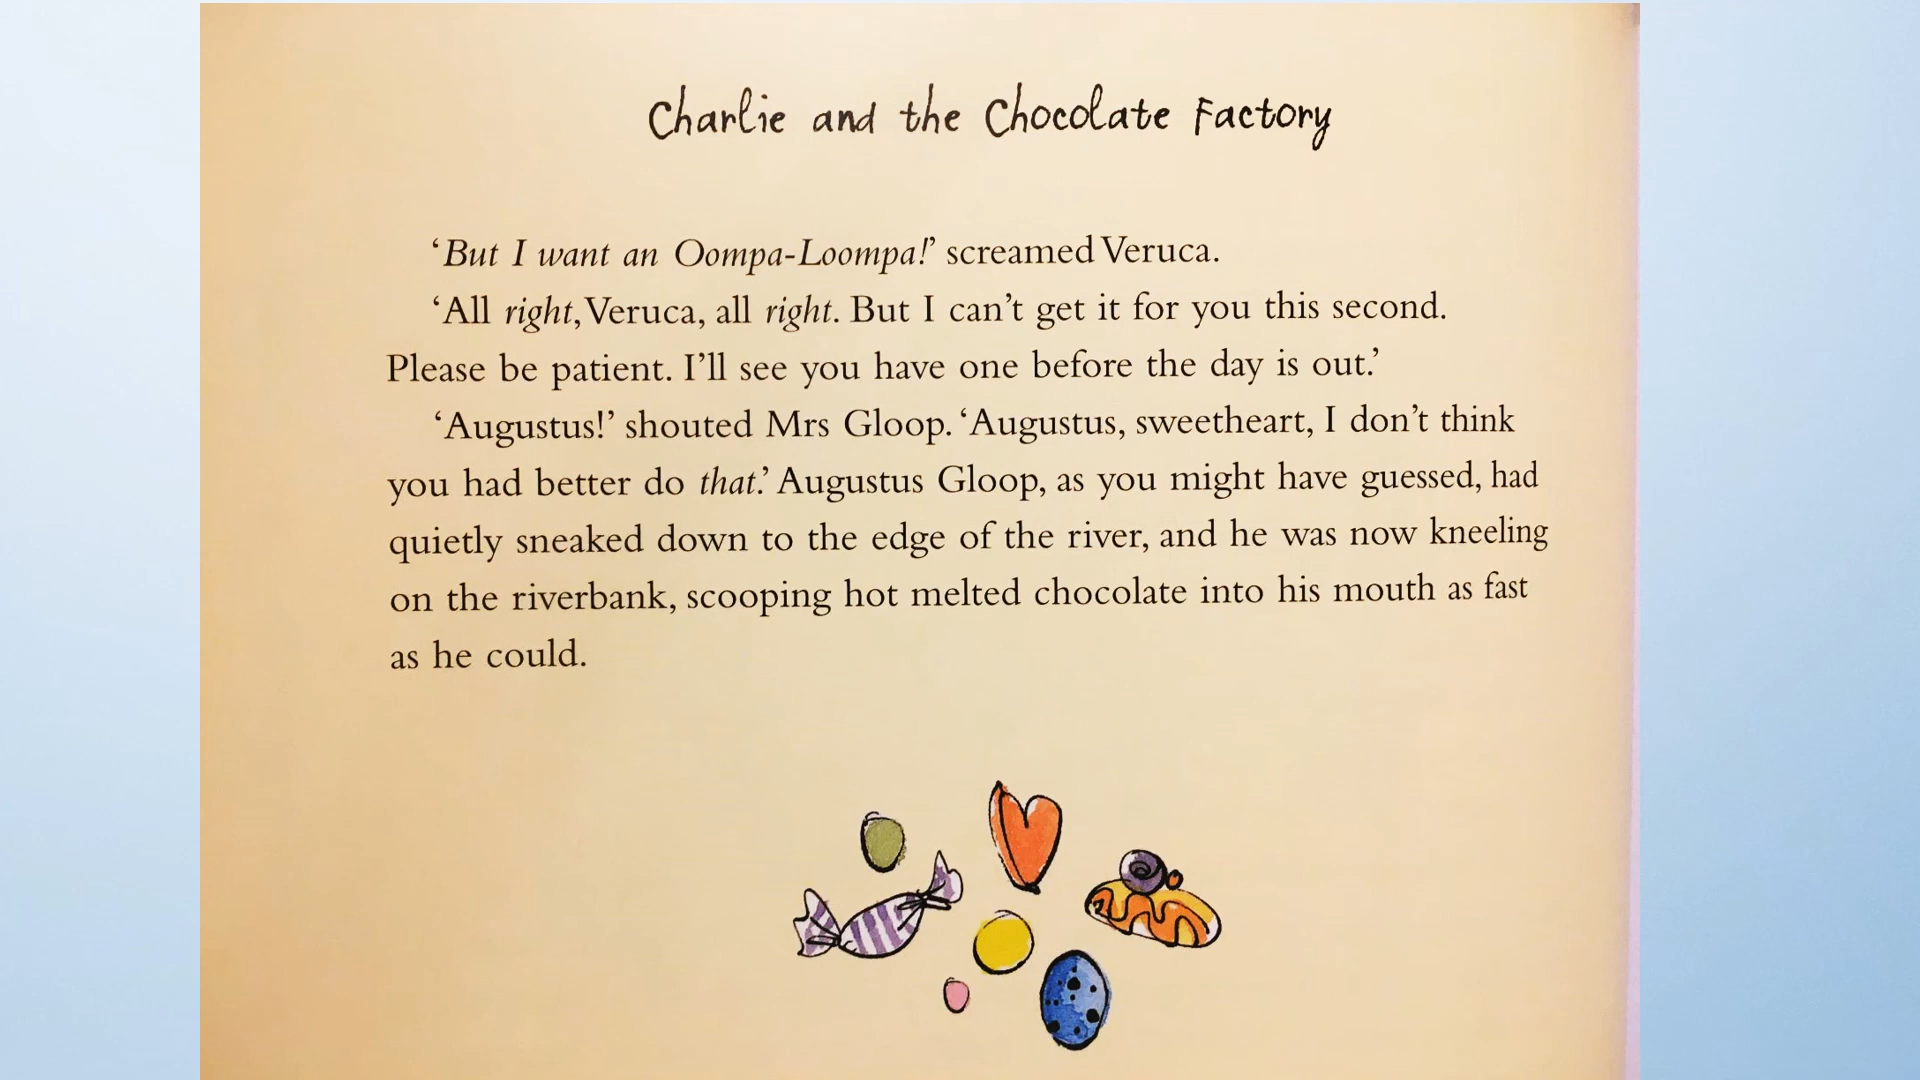 Charlie and the Chocolate Factory
‘But I want an Oompa-Loompa!’ screamed Veruca.
‘All right, Veruca, all right. But I can’t get it for you this second.
Please be patient. I’ll see you have one before the day is out.’
‘Augustus!’ shouted Mrs Gloop. ‘Augustus, sweetheart, I don’t think
you had better do that.’ Augustus Gloop, as you might have guessed, had
quietly sneaked down to the edge of the river, and he was now kneeling
on the riverbank, scooping hot melted chocolate into his mouth as fast
as he could.